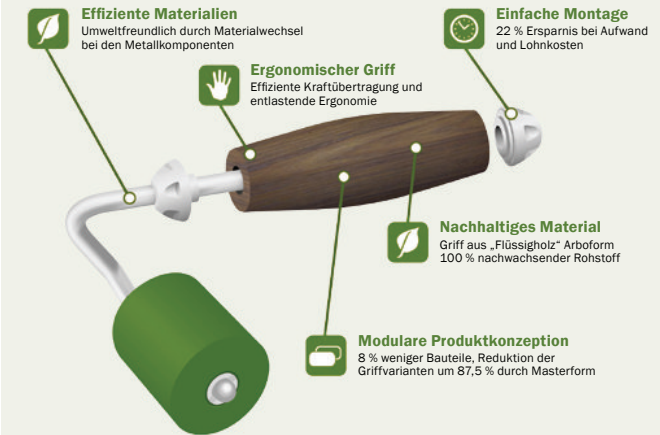 Effiziente Materialien
Umweltfreundlich durch Materialwechsel
bei den Metallkomponenten
Einfache Montage
22 % Ersparnis bei Aufwand
und Lohnkosten
Ergonomischer Griff
Effiziente Kraftübertragung und
entlastende Ergonomie
Nachhaltiges Material
Griff aus „Flüssigholz“ Arboform
100 % nachwachsender Rohstoff
Modulare Produktkonzeption
8 % weniger Bauteile, Reduktion der
Griffvarianten um 87,5 % durch Masterform